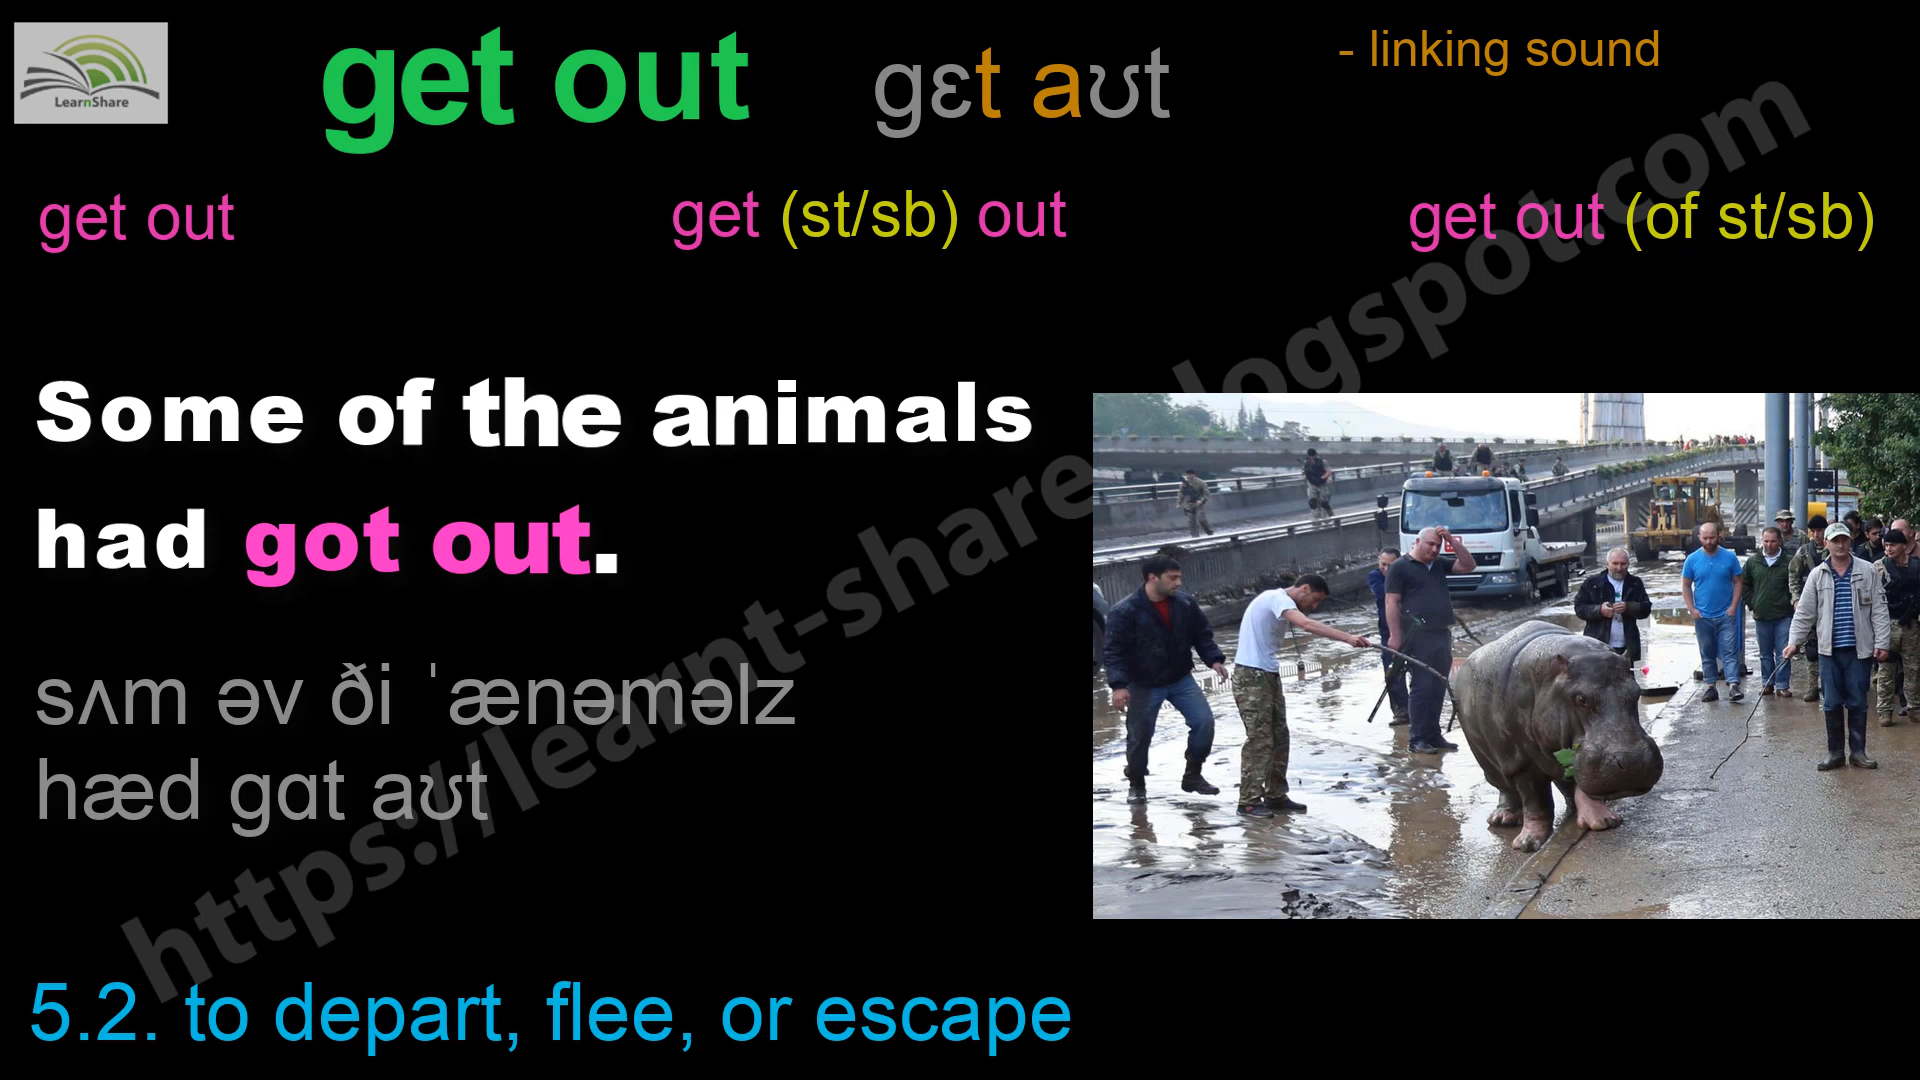 LearnShare
get out
gɛt aʊt
- linking sound
get out
get (st/sb) out
get out (of st/sb)
Some of the animals
had got out.
sʌm əv ði ˈænəməlz
hæd gɑt aʊt
5.2. to depart, flee, or escape
https://learnt-share.blogspot.com